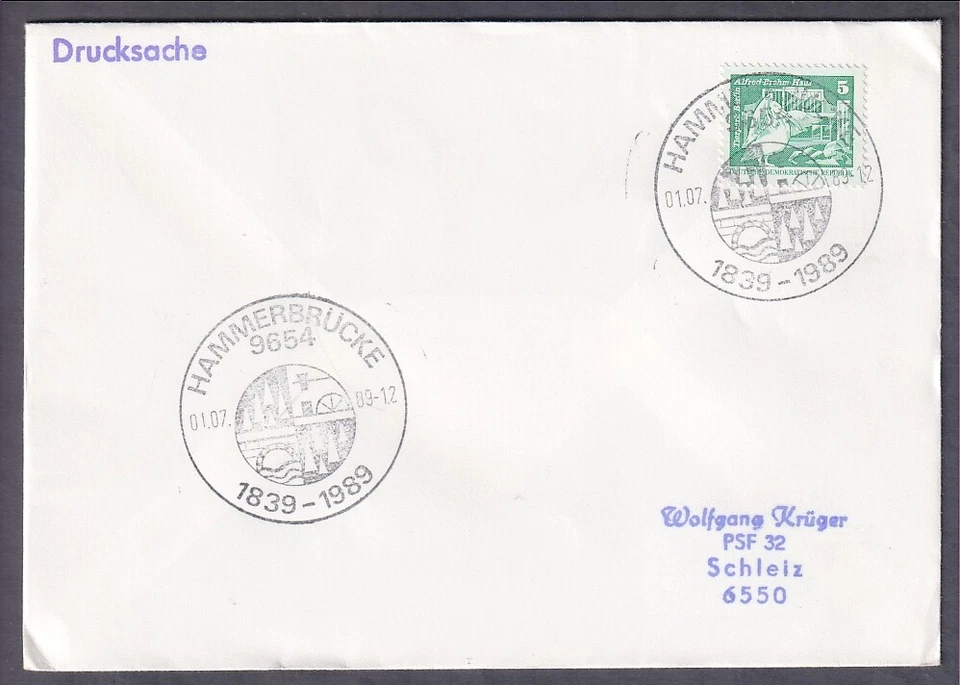 Drucksache
Alfred-Brehm-Haus
5
Tierpark Berlin
DEUTSCHE DEMOKRATISCHE REPUBLIK
01.07. 89-12
1839-1989
HAMMERBRÜCKE
9654
01.07. 89-12
1839-1989
Wolfgang Krüger
PSF 32
Schleiz
6550